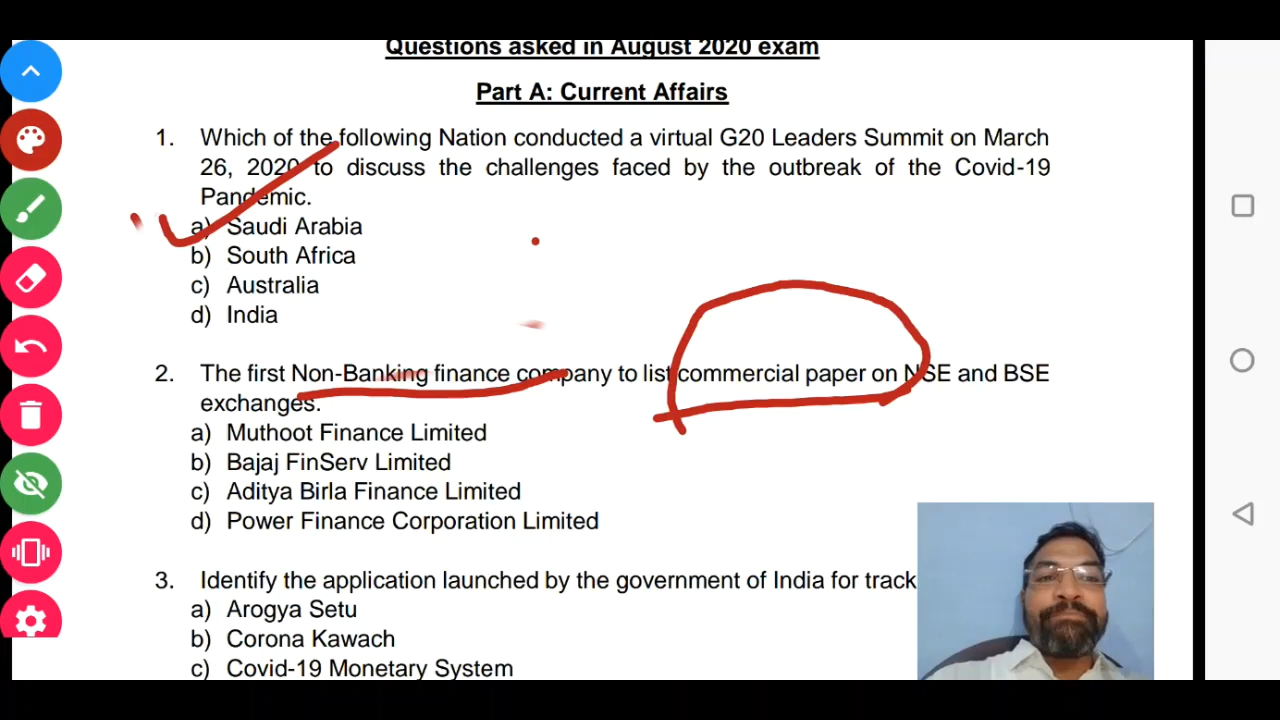 Questions asked in August 2020 exam
Part A: Current Affairs
1. Which of the following Nation conducted a virtual G20 Leaders Summit on March
26, 2020 to discuss the challenges faced by the outbreak of the Covid-19
Pandemic.
a) Saudi Arabia
b) South Africa
c) Australia
d) India
2. The first Non-Banking finance company to list commercial paper on NSE and BSE
exchanges.
a) Muthoot Finance Limited
b) Bajaj FinServ Limited
c) Aditya Birla Finance Limited
d) Power Finance Corporation Limited
3. Identify the application launched by the government of India for track
a) Arogya Setu
b) Corona Kawach
c) Covid-19 Monetary System